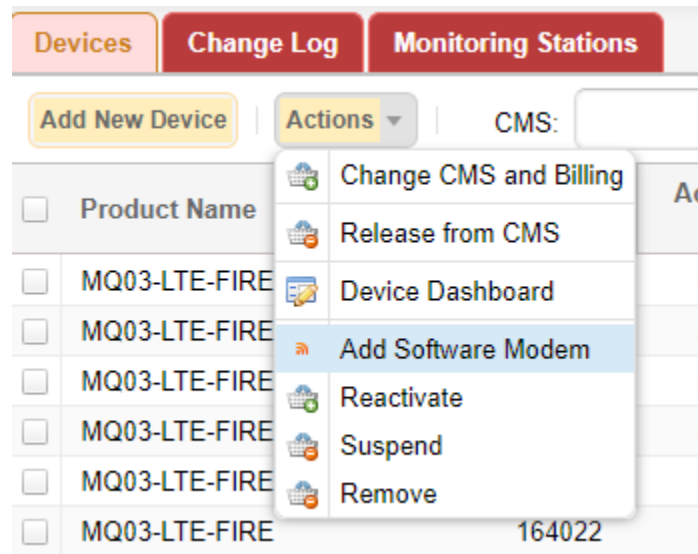 Devices Change Log Monitoring Stations
Add New Device Actions CMS:
Change CMS and Billing
Product Name
Release from CMS
MQ03-LTE-FIRE
Device Dashboard
MQ03-LTE-FIRE
Add Software Modem
MQ03-LTE-FIRE
Reactivate
MQ03-LTE-FIRE
Suspend
MQ03-LTE-FIRE
Remove
MQ03-LTE-FIRE 164022